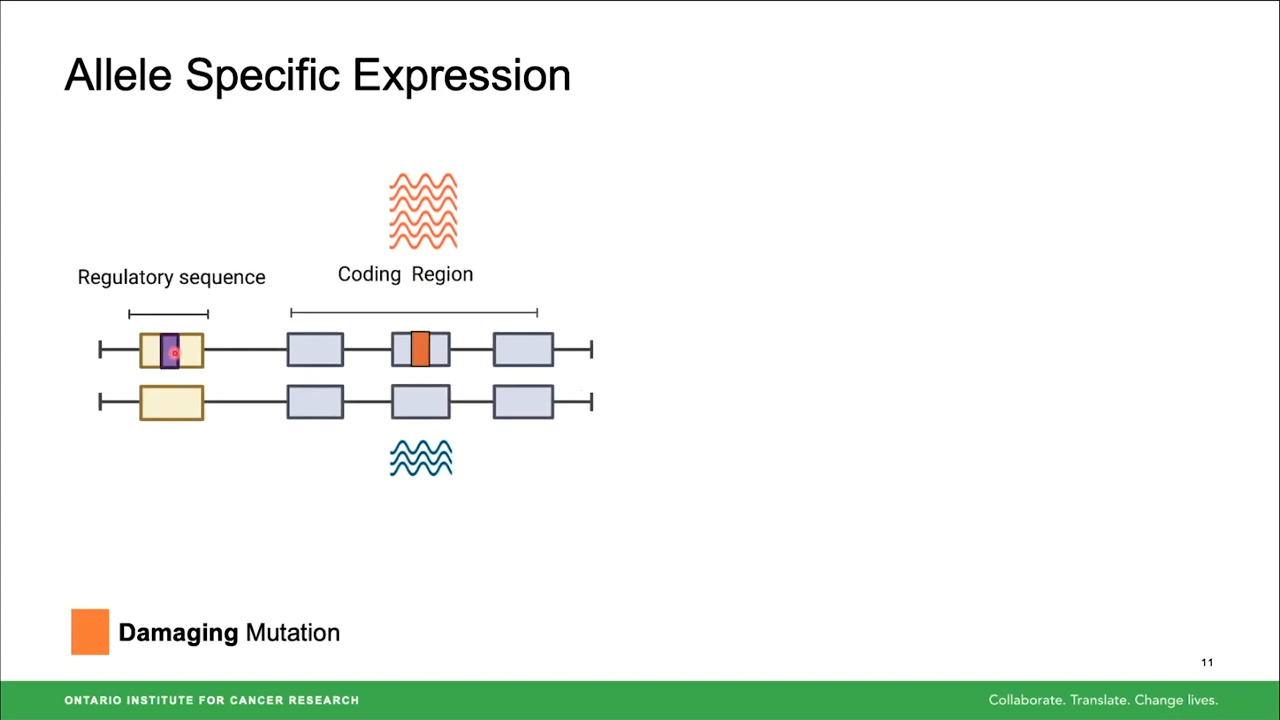 Allele Specific Expression
Regulatory sequence
Coding Region
Damaging Mutation
11
ONTARIO INSTITUTE FOR CANCER RESEARCH
Collaborate. Translate. Change lives.